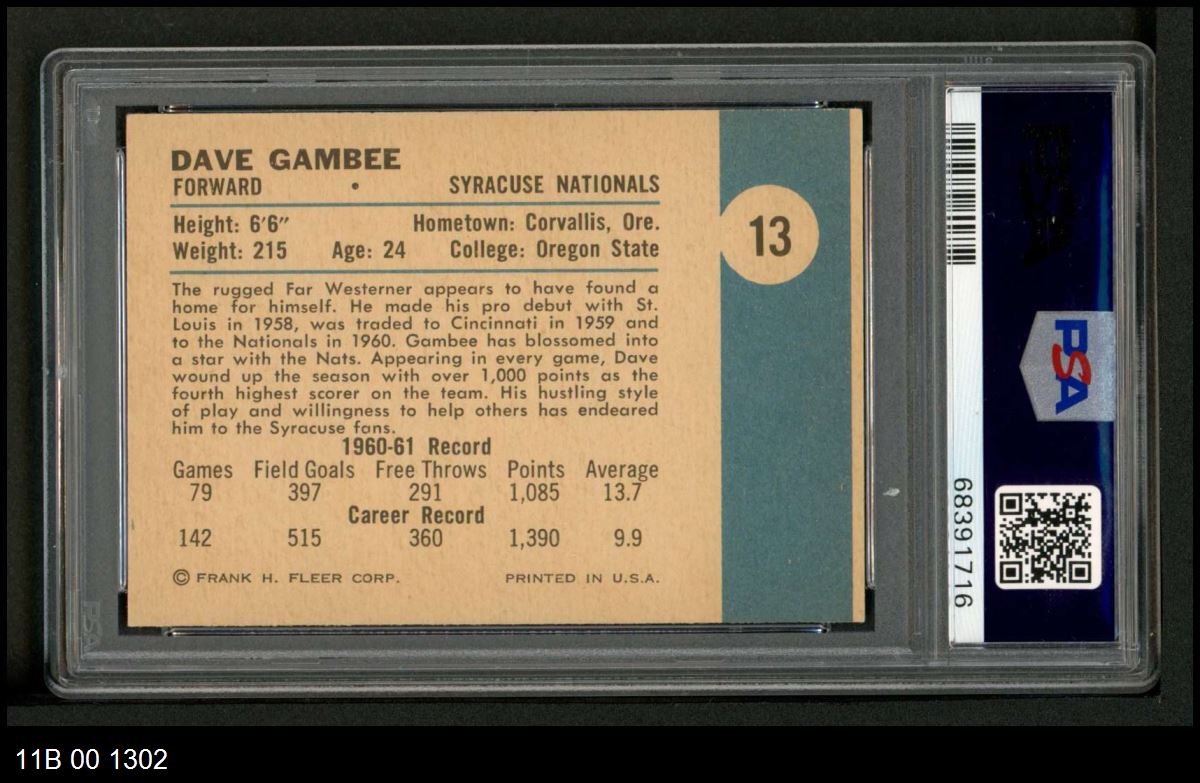 DAVE GAMBEE
FORWARD • SYRACUSE NATIONALS
Height: 6'6" Hometown: Corvallis, Ore.
Weight: 215 Age: 24 College: Oregon State
13
The rugged Far Westerner appears to have found a
home for himself. He made his pro debut with St.
Louis in 1958, was traded to Cincinnati in 1959 and
to the Nationals in 1960. Gambee has blossomed into
a star with the Nats. Appearing in every game, Dave
wound up the season with over 1,000 points as the
fourth highest scorer on the team. His hustling style
of play and willingness to help others has endeared
him to the Syracuse fans.
1960-61 Record
Games Field Goals Free Throws Points Average
79 397 291 1,085 13.7
Career Record
142 515 360 1,390 9.9
© FRANK H. FLEER CORP. PRINTED IN U.S.A.
PSA
68391716
PSA
11B 00 1302